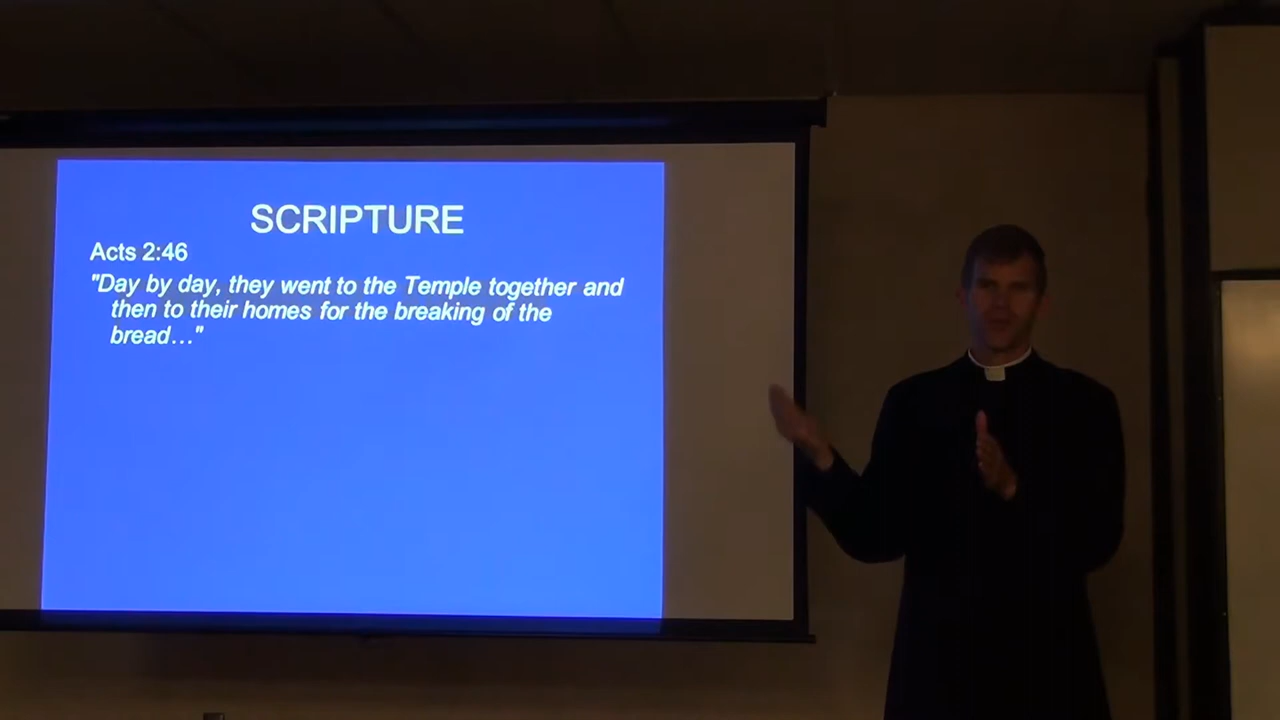 SCRIPTURE
Acts 2:46
"Day by day, they went to the Temple together and
then to their homes for the breaking of the
bread…"